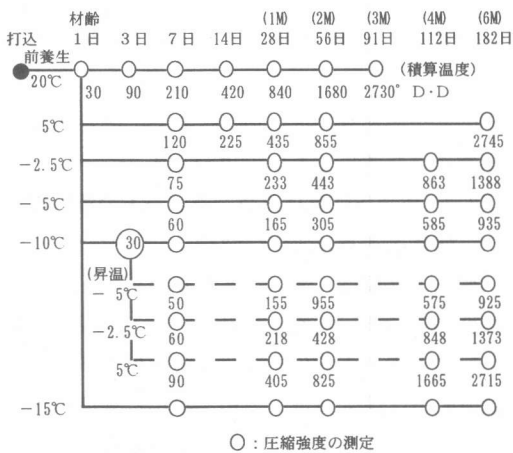 材齢 (1M) (2M) (3M) (4M) (6M)
打込 1日 3日 7日 14日 28日 56日 91日 112日 182日
前養生
20℃
(積算温度)
30 90 210 420 840 1680 2730° D・D
5℃
120 225 435 855 2745
−2.5℃
75 233 443 863 1388
− 5℃
60 165 305 585 935
−10℃ 30
(昇温)
− 5℃
50 155 955 575 925
−2.5℃
60 218 428 848 1373
5℃
90 405 825 1665 2715
−15℃
○：圧縮強度の測定